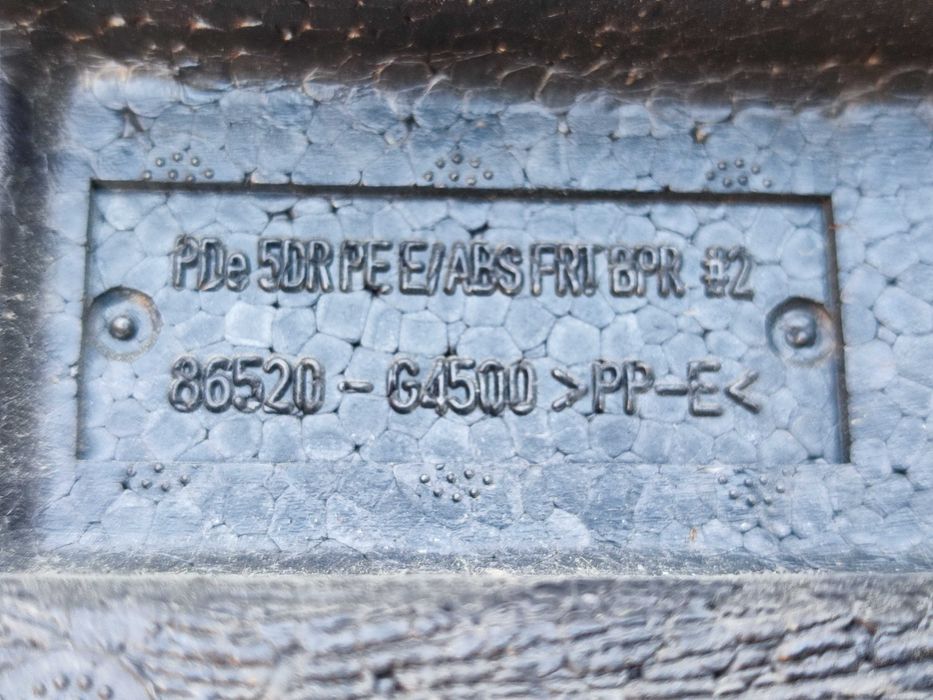 PDe 5DR PE E/ABS FRT BPR #2
86520-G4500 >PP-E<